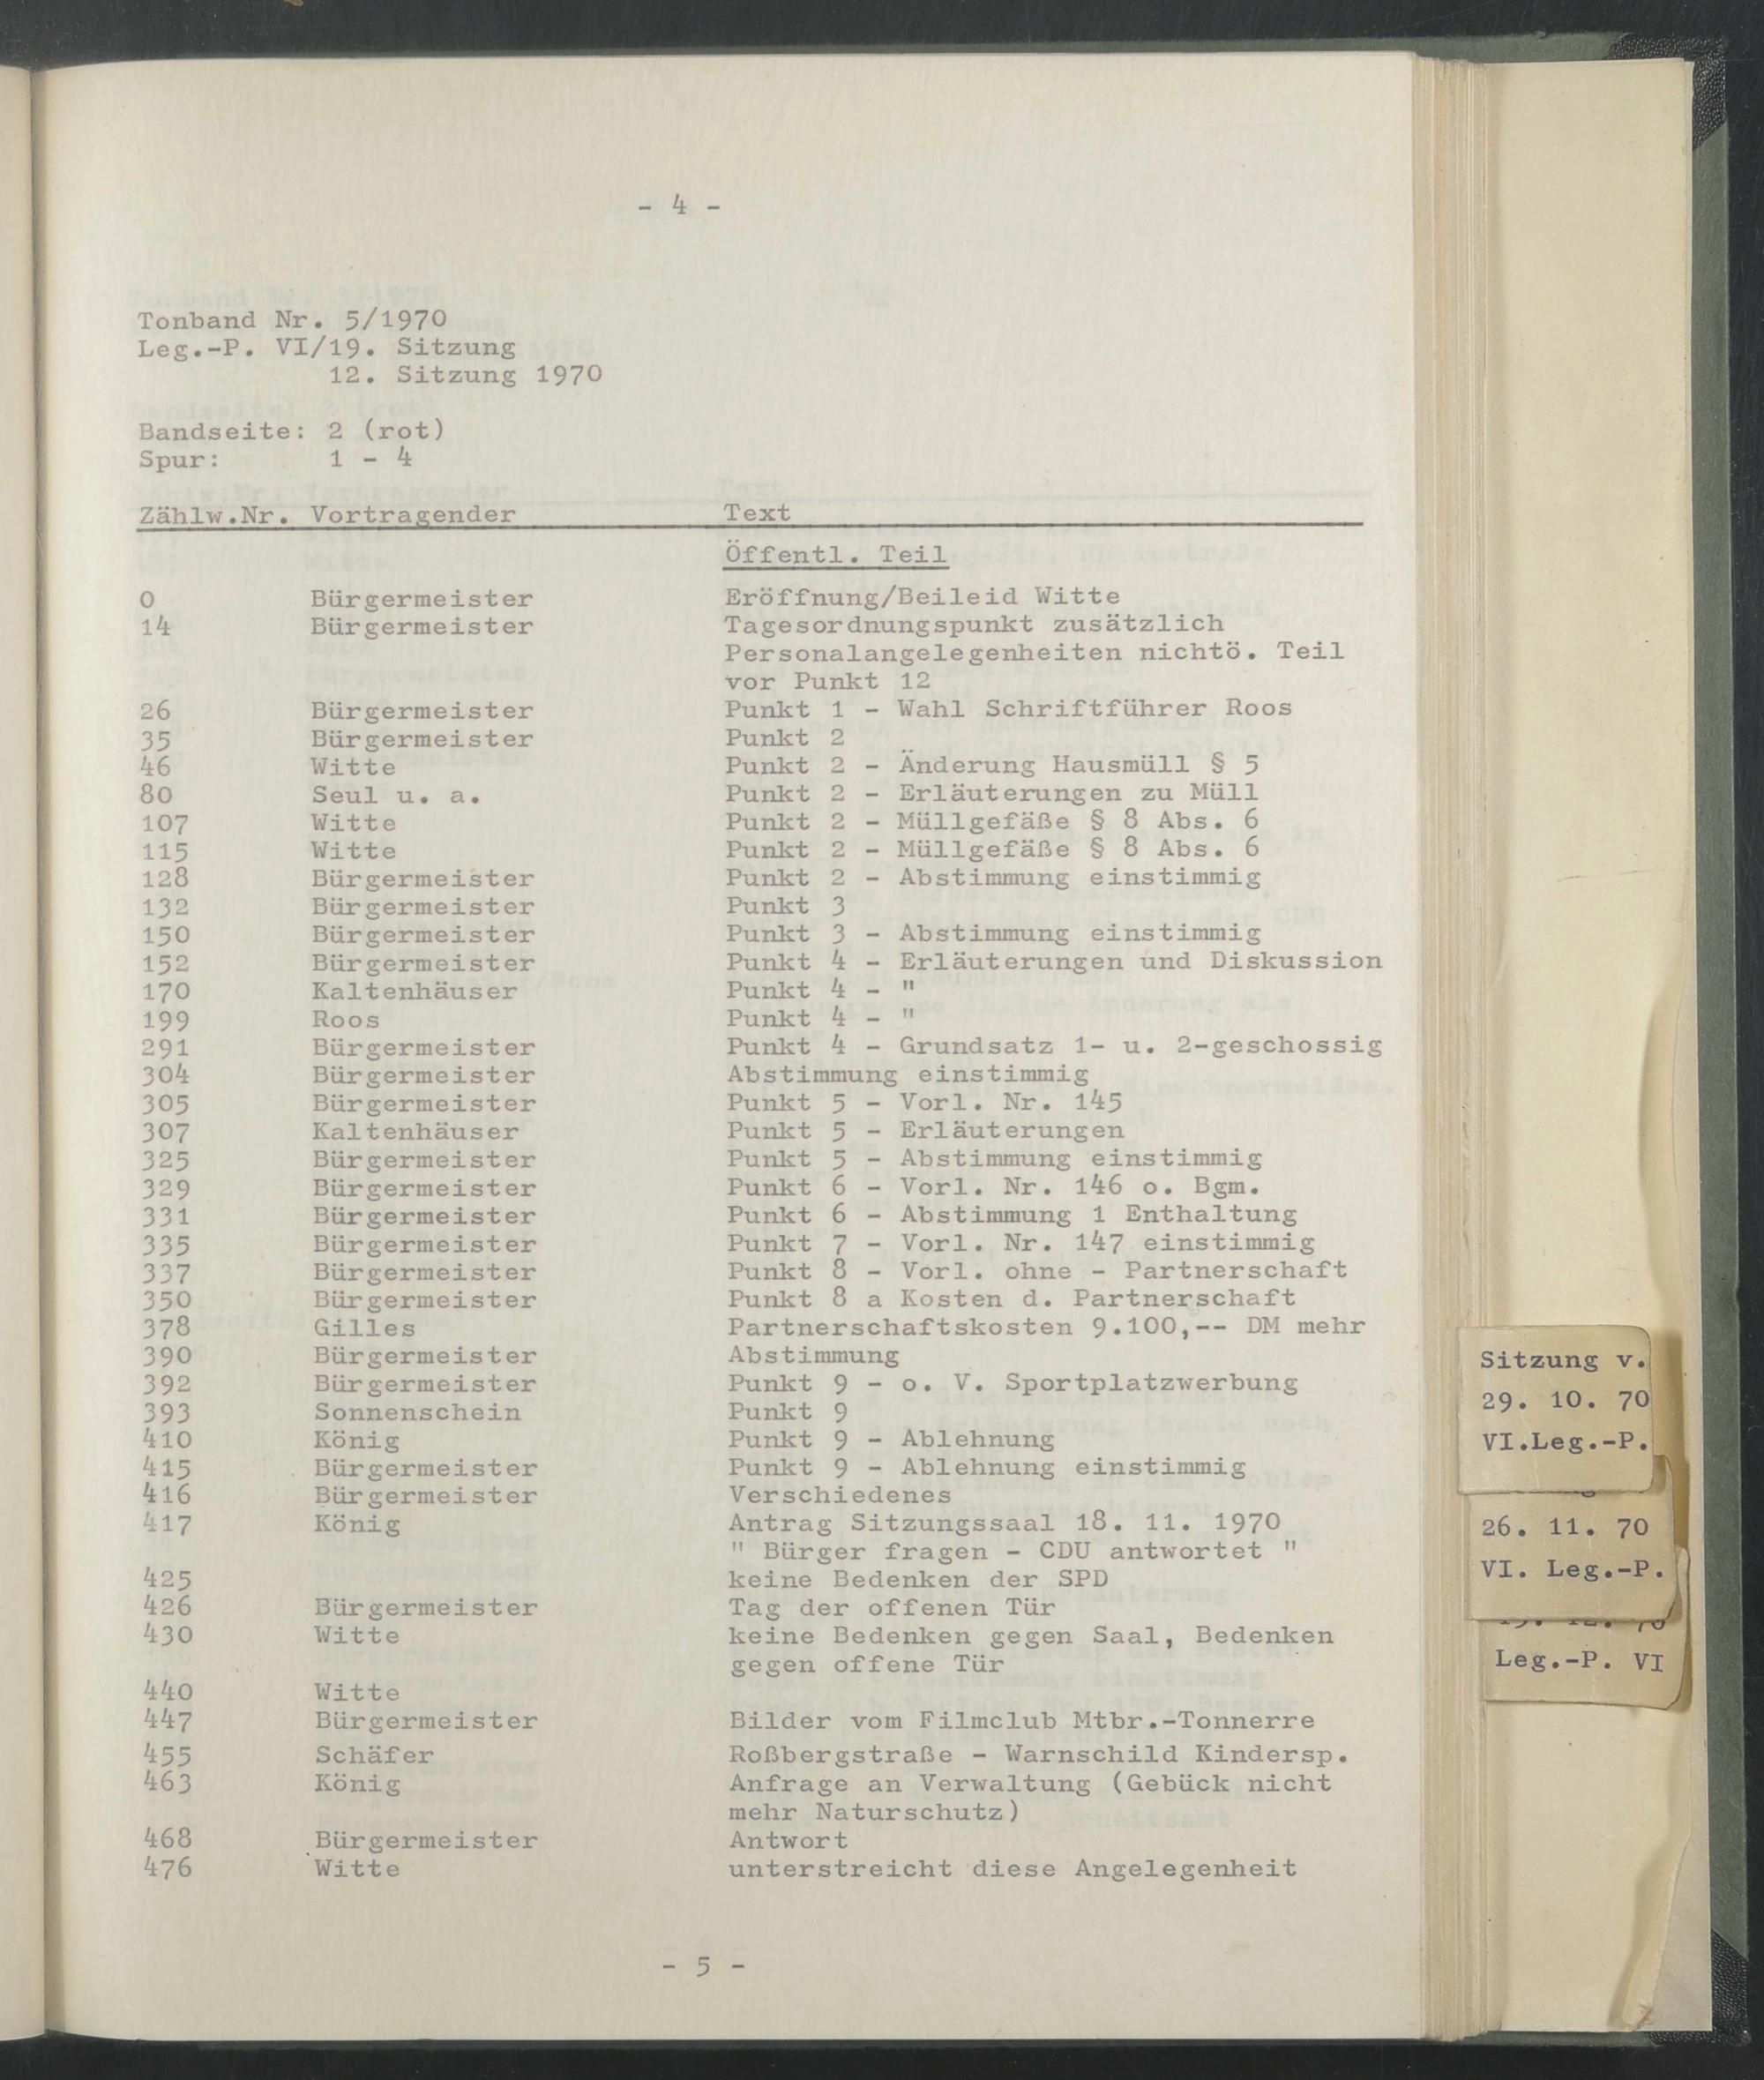 - 4 -
Tonband Nr. 5/1970
Leg.-P. VI/19. Sitzung
12. Sitzung 1970
Bandseite: 2 (rot)
Spur: 1 - 4
Zählw.Nr. Vortragender Text
Öffentl. Teil
0 Bürgermeister Eröffnung/Beileid Witte
14 Bürgermeister Tagesordnungspunkt zusätzlich
Personalangelegenheiten nichtö. Teil
vor Punkt 12
26 Bürgermeister Punkt 1 - Wahl Schriftführer Roos
35 Bürgermeister Punkt 2
46 Witte Punkt 2 - Änderung Hausmüll § 5
80 Seul u. a. Punkt 2 - Erläuterungen zu Müll
107 Witte Punkt 2 - Müllgefäße § 8 Abs. 6
115 Witte Punkt 2 - Müllgefäße § 8 Abs. 6
128 Bürgermeister Punkt 2 - Abstimmung einstimmig
132 Bürgermeister Punkt 3
150 Bürgermeister Punkt 3 - Abstimmung einstimmig
152 Bürgermeister Punkt 4 - Erläuterungen und Diskussion
170 Kaltenhäuser Punkt 4 - "
199 Roos Punkt 4 - "
291 Bürgermeister Punkt 4 - Grundsatz 1- u. 2-geschossig
304 Bürgermeister Abstimmung einstimmig
305 Bürgermeister Punkt 5 - Vorl. Nr. 145
307 Kaltenhäuser Punkt 5 - Erläuterungen
325 Bürgermeister Punkt 5 - Abstimmung einstimmig
329 Bürgermeister Punkt 6 - Vorl. Nr. 146 o. Bgm.
331 Bürgermeister Punkt 6 - Abstimmung 1 Enthaltung
335 Bürgermeister Punkt 7 - Vorl. Nr. 147 einstimmig
337 Bürgermeister Punkt 8 - Vorl. ohne - Partnerschaft
350 Bürgermeister Punkt 8 a Kosten d. Partnerschaft
378 Gilles Partnerschaftskosten 9.100,-- DM mehr
390 Bürgermeister Abstimmung
392 Bürgermeister Punkt 9 - o. V. Sportplatzwerbung
393 Sonnenschein Punkt 9
410 König Punkt 9 - Ablehnung
415 Bürgermeister Punkt 9 - Ablehnung einstimmig
416 Bürgermeister Verschiedenes
417 König Antrag Sitzungssaal 18. 11. 1970
" Bürger fragen - CDU antwortet "
425 keine Bedenken der SPD
426 Bürgermeister Tag der offenen Tür
430 Witte keine Bedenken gegen Saal, Bedenken
gegen offene Tür
440 Witte
447 Bürgermeister Bilder vom Filmclub Mtbr.-Tonnerre
455 Schäfer Roßbergstraße - Warnschild Kindersp.
463 König Anfrage an Verwaltung (Gebück nicht
mehr Naturschutz)
468 Bürgermeister Antwort
476 Witte unterstreicht diese Angelegenheit
- 5 -
Sitzung v.
29. 10. 70
VI.Leg.-P.
26. 11. 70
VI. Leg.-P.
Leg.-P. VI